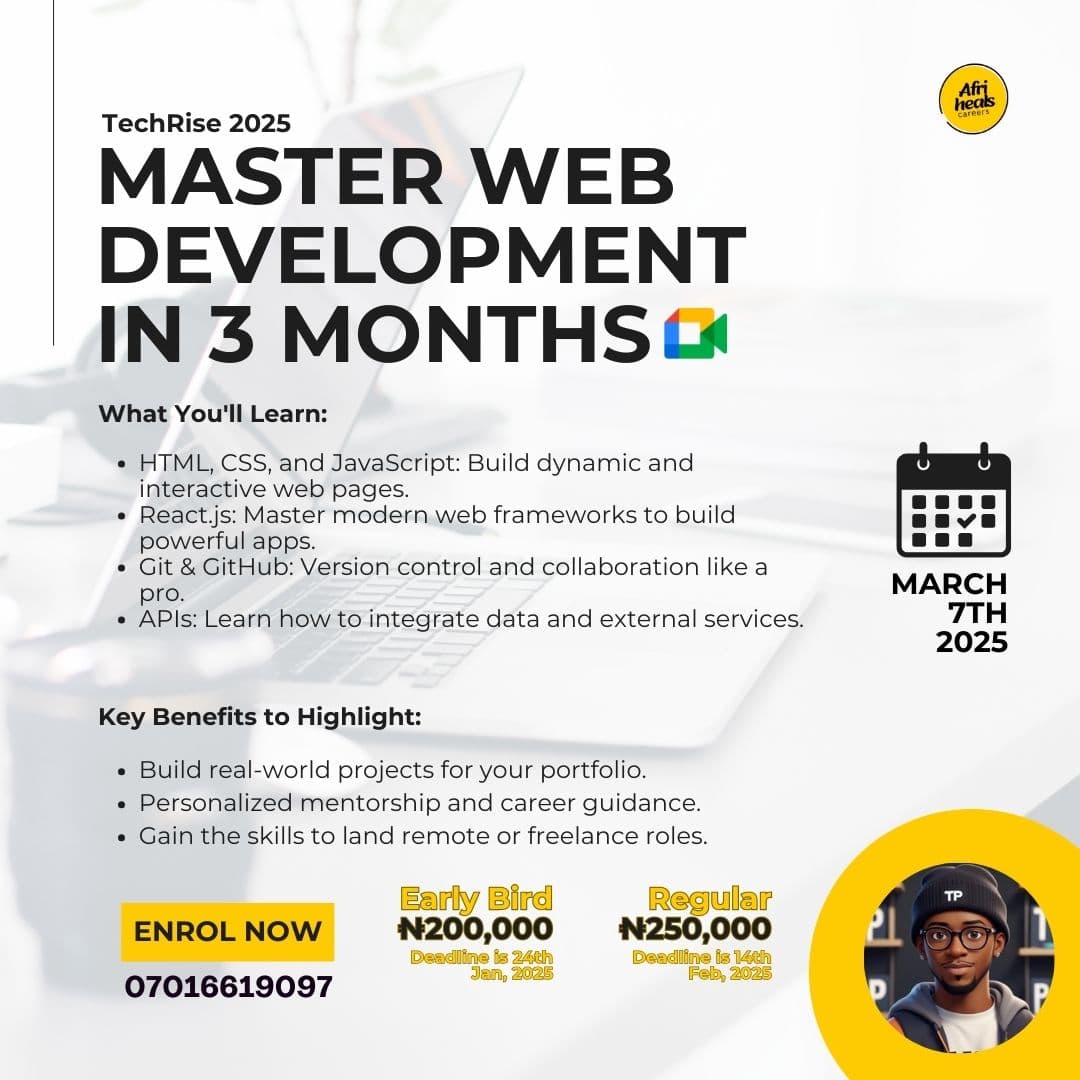 Afri
heals
careers
TechRise 2025
MASTER WEB
DEVELOPMENT
IN 3 MONTHS
What You'll Learn:
• HTML, CSS, and JavaScript: Build dynamic and
interactive web pages.
• React.js: Master modern web frameworks to build
powerful apps.
• Git & GitHub: Version control and collaboration like a
pro.
• APIs: Learn how to integrate data and external services.
MARCH
7TH
2025
Key Benefits to Highlight:
• Build real-world projects for your portfolio.
• Personalized mentorship and career guidance.
• Gain the skills to land remote or freelance roles.
ENROL NOW
07016619097
Early Bird
₦200,000
Deadline is 24th
Jan, 2025
Regular
₦250,000
Deadline is 14th
Feb, 2025
TP